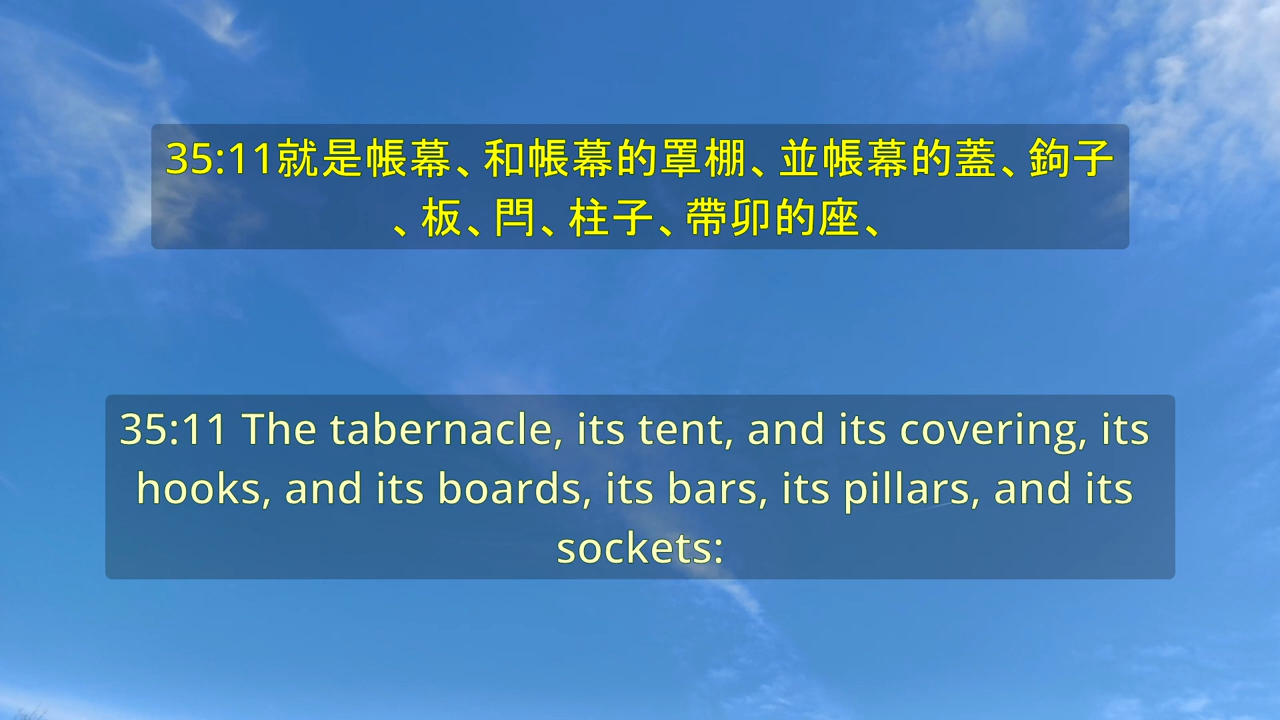 35:11就是帳幕、和帳幕的罩棚、並帳幕的蓋、鉤子
、板、閂、柱子、帶卯的座、
35:11 The tabernacle, its tent, and its covering, its
hooks, and its boards, its bars, its pillars, and its
sockets: